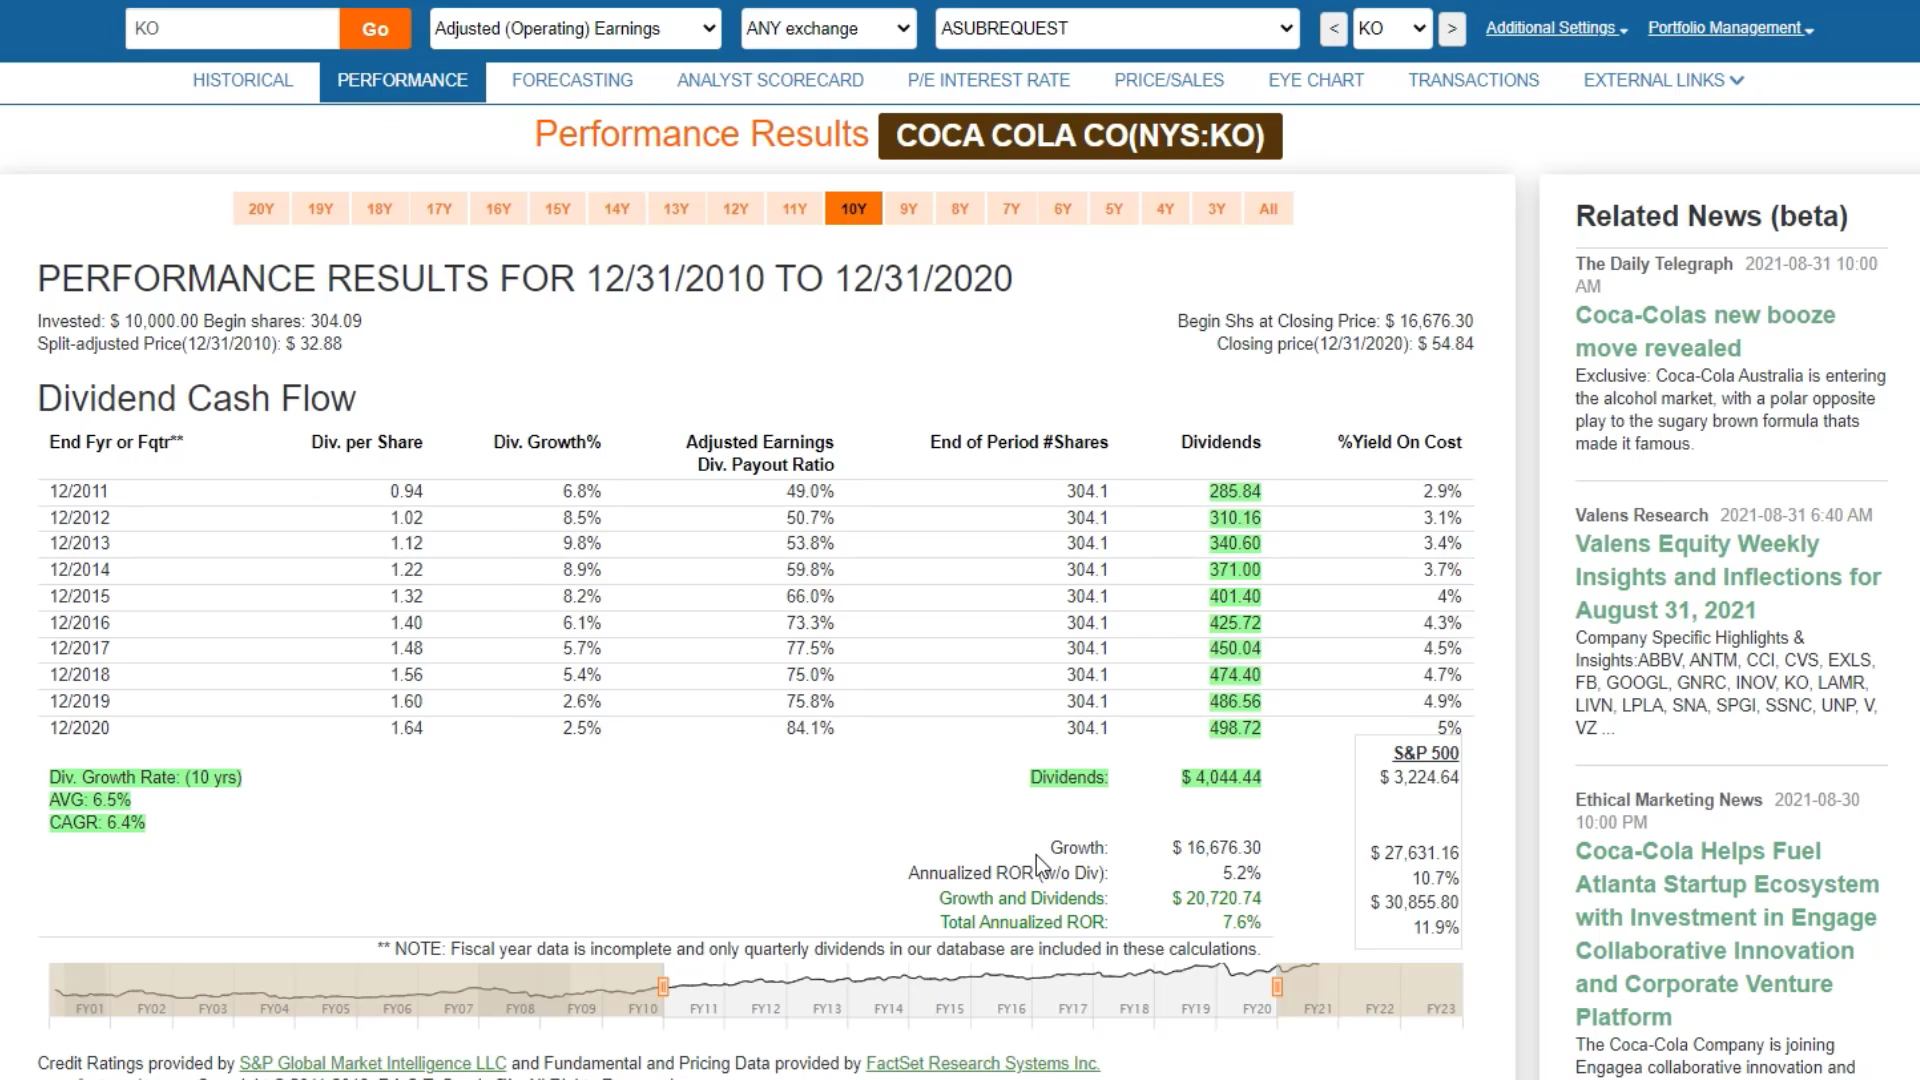 KO
Go
Adjusted (Operating) Earnings
ANY exchange
ASUBREQUEST
<
KO
>
Additional Settings
Portfolio Management
HISTORICAL
PERFORMANCE
FORECASTING
ANALYST SCORECARD
P/E INTEREST RATE
PRICE/SALES
EYE CHART
TRANSACTIONS
EXTERNAL LINKS
Performance Results COCA COLA CO(NYS:KO)
20Y 19Y 18Y 17Y 16Y 15Y 14Y 13Y 12Y 11Y 10Y 9Y 8Y 7Y 6Y 5Y 4Y 3Y All
PERFORMANCE RESULTS FOR 12/31/2010 TO 12/31/2020
Invested: $ 10,000.00 Begin shares: 304.09
Split-adjusted Price(12/31/2010): $ 32.88
Begin Shs at Closing Price: $ 16,676.30
Closing price(12/31/2020): $ 54.84
Dividend Cash Flow
End Fyr or Fqtr** Div. per Share Div. Growth% Adjusted Earnings End of Period #Shares Dividends %Yield On Cost
Div. Payout Ratio
12/2011 0.94 6.8% 49.0% 304.1 285.84 2.9%
12/2012 1.02 8.5% 50.7% 304.1 310.16 3.1%
12/2013 1.12 9.8% 53.8% 304.1 340.60 3.4%
12/2014 1.22 8.9% 59.8% 304.1 371.00 3.7%
12/2015 1.32 8.2% 66.0% 304.1 401.40 4%
12/2016 1.40 6.1% 73.3% 304.1 425.72 4.3%
12/2017 1.48 5.7% 77.5% 304.1 450.04 4.5%
12/2018 1.56 5.4% 75.0% 304.1 474.40 4.7%
12/2019 1.60 2.6% 75.8% 304.1 486.56 4.9%
12/2020 1.64 2.5% 84.1% 304.1 498.72 5%
S&P 500
Div. Growth Rate: (10 yrs) Dividends: $ 4,044.44 $ 3,224.64
AVG: 6.5%
CAGR: 6.4%
Growth: $ 16,676.30 $ 27,631.16
Annualized ROR (w/o Div): 5.2% 10.7%
Growth and Dividends: $ 20,720.74 $ 30,855.80
Total Annualized ROR: 7.6% 11.9%
** NOTE: Fiscal year data is incomplete and only quarterly dividends in our database are included in these calculations.
FY01 FY02 FY03 FY04 FY05 FY06 FY07 FY08 FY09 FY10 FY11 FY12 FY13 FY14 FY15 FY16 FY17 FY18 FY19 FY20 FY21 FY22 FY23
Credit Ratings provided by S&P Global Market Intelligence LLC and Fundamental and Pricing Data provided by FactSet Research Systems Inc.
Related News (beta)
The Daily Telegraph 2021-08-31 10:00
AM
Coca-Colas new booze
move revealed
Exclusive: Coca-Cola Australia is entering
the alcohol market, with a polar opposite
play to the sugary brown formula thats
made it famous.
Valens Research 2021-08-31 6:40 AM
Valens Equity Weekly
Insights and Inflections for
August 31, 2021
Company Specific Highlights &
Insights:ABBV, ANTM, CCI, CVS, EXLS,
FB, GOOGL, GNRC, INOV, KO, LAMR,
LIVN, LPLA, SNA, SPGI, SSNC, UNP, V,
VZ ...
Ethical Marketing News 2021-08-30
10:00 PM
Coca-Cola Helps Fuel
Atlanta Startup Ecosystem
with Investment in Engage
Collaborative Innovation
and Corporate Venture
Platform
The Coca-Cola Company is joining
Engagea collaborative innovation and